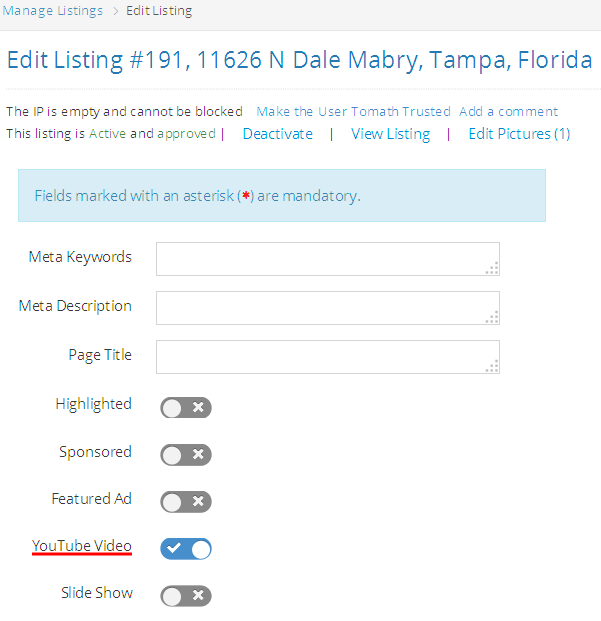 Manage Listings > Edit Listing
Edit Listing #191, 11626 N Dale Mabry, Tampa, Florida
The IP is empty and cannot be blocked Make the User Tomath Trusted Add a comment
This listing is Active and approved | Deactivate | View Listing | Edit Pictures (1)
Fields marked with an asterisk (*) are mandatory.
Meta Keywords
Meta Description
Page Title
Highlighted
Sponsored
Featured Ad
YouTube Video
Slide Show